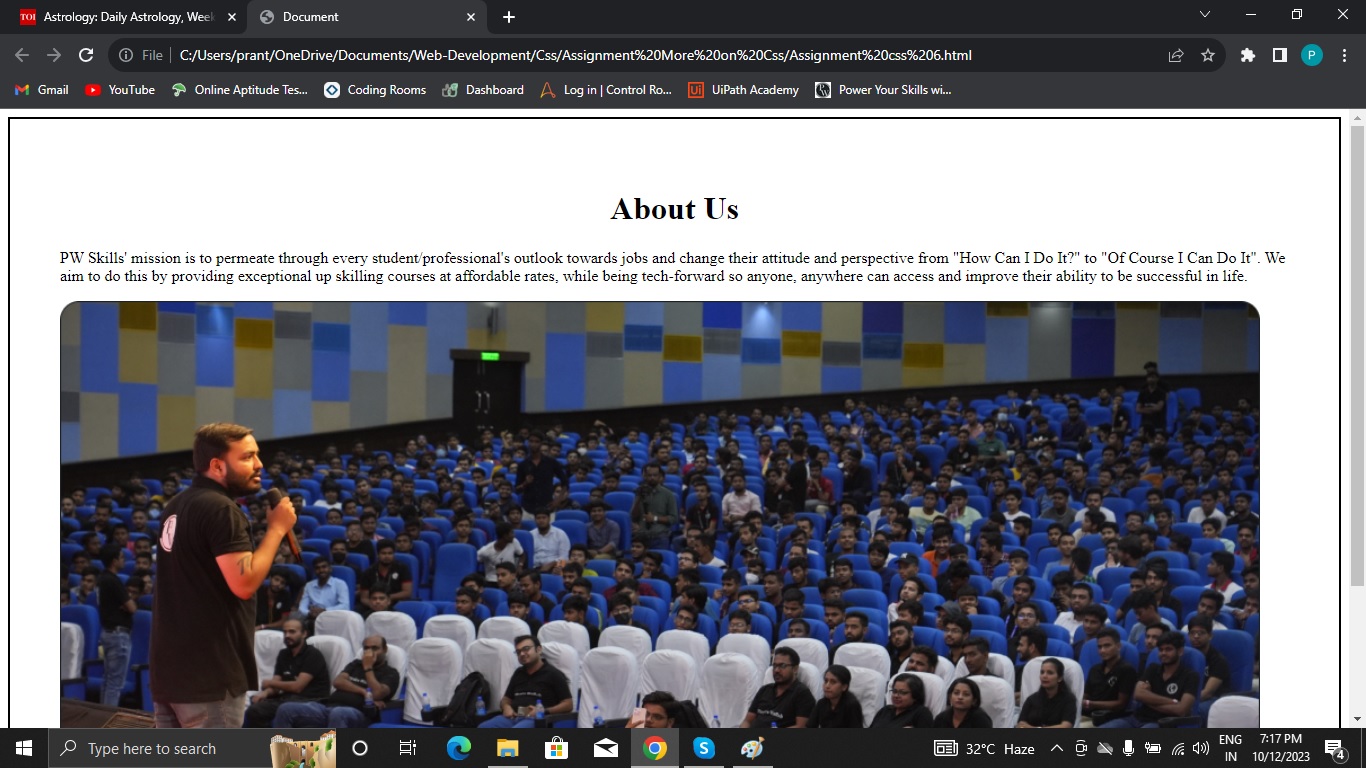 TOI Astrology: Daily Astrology, Week
Document
File C:/Users/prant/OneDrive/Documents/Web-Development/Css/Assignment%20More%20on%20Css/Assignment%20css%206.html
P
Gmail YouTube Online Aptitude Tes... Coding Rooms Dashboard Log in | Control Ro... Ui UiPath Academy Power Your Skills wi...
About Us
PW Skills' mission is to permeate through every student/professional's outlook towards jobs and change their attitude and perspective from "How Can I Do It?" to "Of Course I Can Do It". We
aim to do this by providing exceptional up skilling courses at affordable rates, while being tech-forward so anyone, anywhere can access and improve their ability to be successful in life.
Type here to search
32°C Haze
ENG
IN
7:17 PM
10/12/2023
4